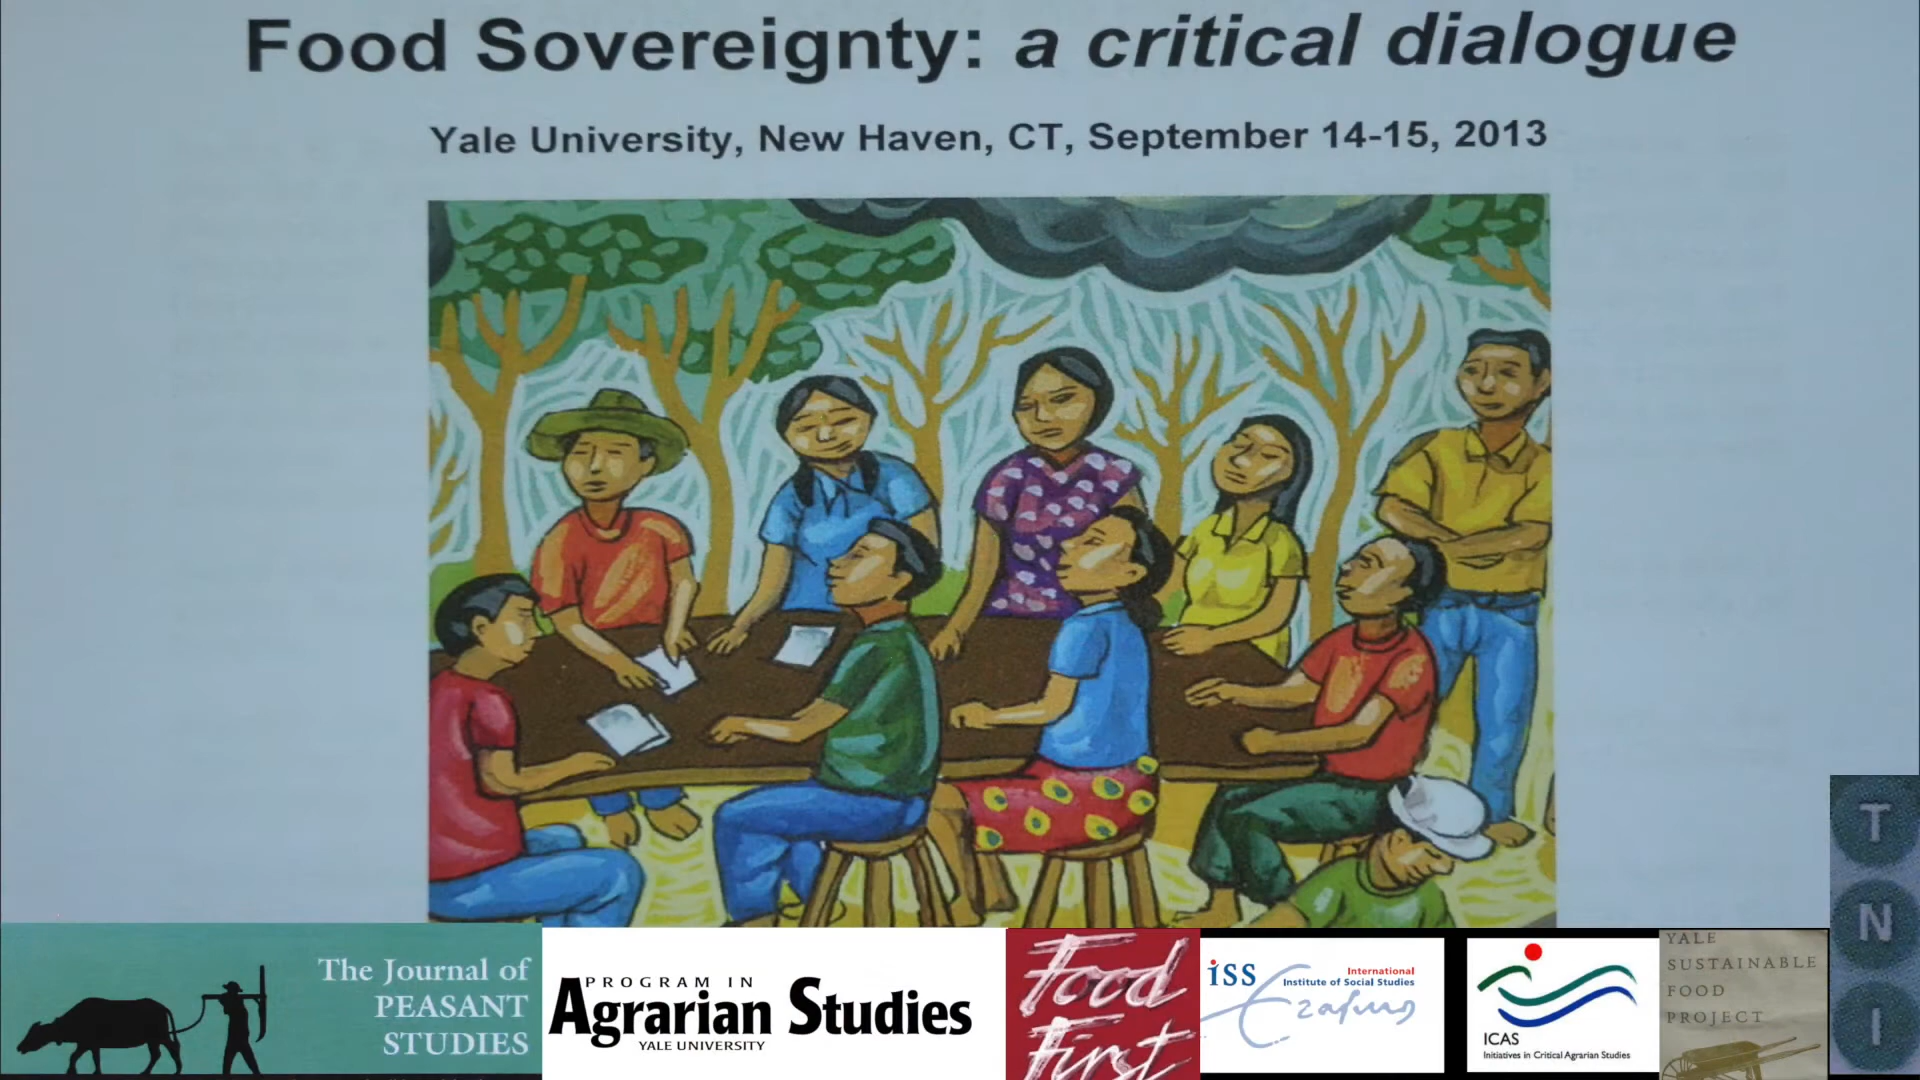 Food Sovereignty: a critical dialogue
Yale University, New Haven, CT, September 14-15, 2013
The Journal of
PEASANT
STUDIES
PROGRAM IN
Agrarian Studies
YALE UNIVERSITY
Food
First
iSS
International
Institute of Social Studies
Erasmus
ICAS
Initiatives in Critical Agrarian Studies
YALE
SUSTAINABLE
FOOD
PROJECT
T
N
I